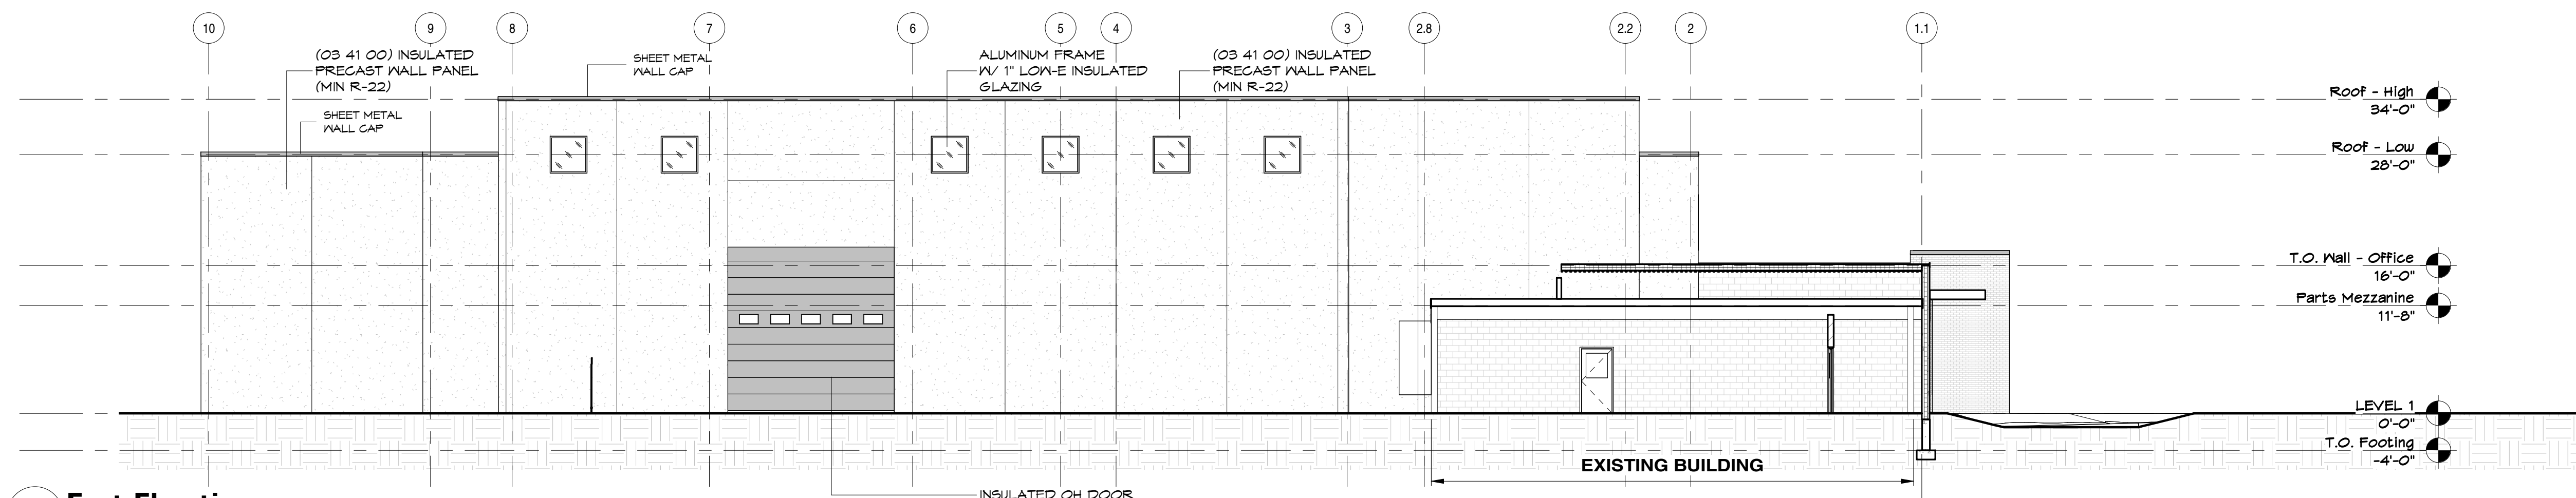 10
9
8
7
6
5
4
3
2.8
2.2
2
1.1
(03 41 00) INSULATED
PRECAST WALL PANEL
(MIN R-22)
SHEET METAL
WALL CAP
SHEET METAL
WALL CAP
ALUMINUM FRAME
W/ 1" LOW-E INSULATED
GLAZING
(03 41 00) INSULATED
PRECAST WALL PANEL
(MIN R-22)
Roof - High
34'-0"
Roof - Low
28'-0"
T.O. Wall - Office
16'-0"
Parts Mezzanine
11'-8"
LEVEL 1
0'-0"
T.O. Footing
-4'-0"
EXISTING BUILDING
INSULATED OH DOOR